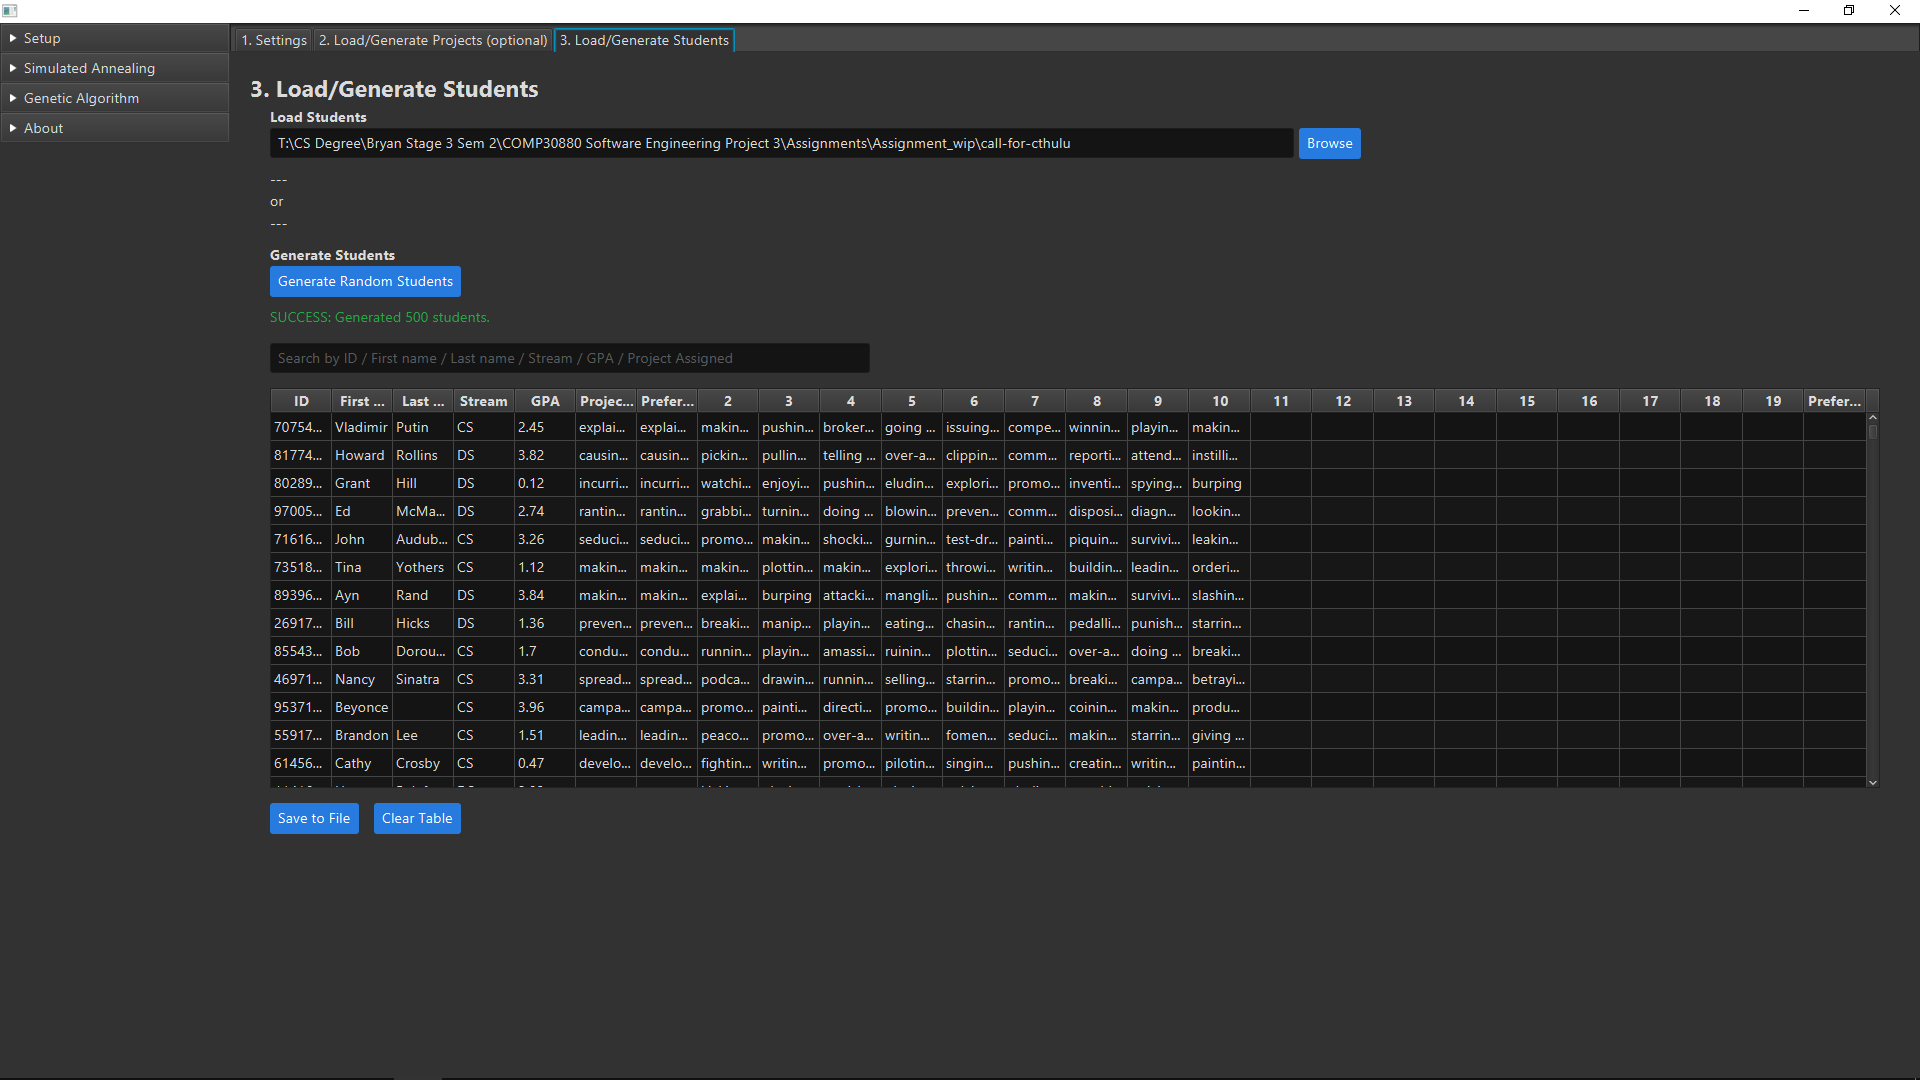 Setup
Simulated Annealing
Genetic Algorithm
About
1. Settings 2. Load/Generate Projects (optional) 3. Load/Generate Students
3. Load/Generate Students
Load Students
T:\CS Degree\Bryan Stage 3 Sem 2\COMP30880 Software Engineering Project 3\Assignments\Assignment_wip\call-for-cthulu Browse
---
or
---
Generate Students
Generate Random Students
SUCCESS: Generated 500 students.
Search by ID / First name / Last name / Stream / GPA / Project Assigned
ID First ... Last ... Stream GPA Projec... Prefer... 2 3 4 5 6 7 8 9 10 11 12 13 14 15 16 17 18 19 Prefer...
70754... Vladimir Putin CS 2.45 explai... explai... makin... pushin... broker... going ... issuing... compe... winnin... playin... makin...
81774... Howard Rollins DS 3.82 causin... causin... pickin... pullin... telling ... over-a... clippin... comm... reporti... attend... instilli...
80289... Grant Hill DS 0.12 incurri... incurri... watchi... enjoyi... pushin... eludin... explori... promo... inventi... spying... burping
97005... Ed McMa... DS 2.74 rantin... rantin... grabbi... turnin... doing ... blowin... preven... comm... disposi... diagn... lookin...
71616... John Audub... CS 3.26 seduci... seduci... promo... makin... shocki... gurnin... test-dr... painti... piquin... survivi... leakin...
73518... Tina Yothers CS 1.12 makin... makin... makin... plottin... makin... explori... throwi... writin... buildin... leadin... orderi...
89396... Ayn Rand DS 3.84 makin... makin... explai... burping attacki... mangli... pushin... comm... makin... survivi... slashin...
26917... Bill Hicks DS 1.36 preven... preven... breaki... manip... playin... eating... chasin... rantin... pedalli... punish... starrin...
85543... Bob Dorou... CS 1.7 condu... condu... runnin... playin... amassi... ruinin... plottin... seduci... over-a... doing ... breaki...
46971... Nancy Sinatra CS 3.31 spread... spread... podca... drawin... runnin... selling... starrin... promo... breaki... campa... betrayi...
95371... Beyonce CS 3.96 campa... campa... promo... painti... directi... promo... buildin... playin... coinin... makin... produ...
55917... Brandon Lee CS 1.51 leadin... leadin... peaco... promo... over-a... writin... fomen... seduci... makin... starrin... giving ...
61456... Cathy Crosby CS 0.47 develo... develo... fightin... writin... promo... pilotin... singin... pushin... creatin... writin... paintin...
Save to File Clear Table